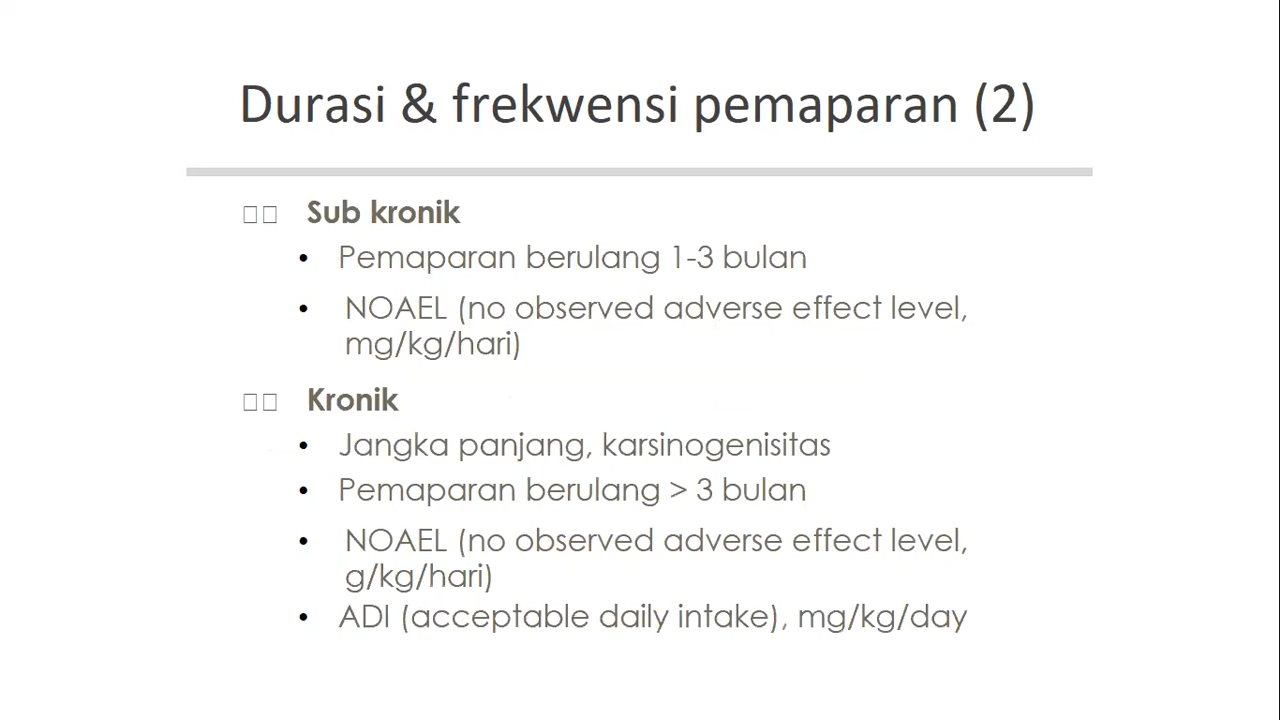 Durasi & frekwensi pemaparan (2)
Sub kronik
• Pemaparan berulang 1-3 bulan
• NOAEL (no observed adverse effect level,
mg/kg/hari)
Kronik
• Jangka panjang, karsinogenisitas
• Pemaparan berulang > 3 bulan
• NOAEL (no observed adverse effect level,
g/kg/hari)
• ADI (acceptable daily intake), mg/kg/day